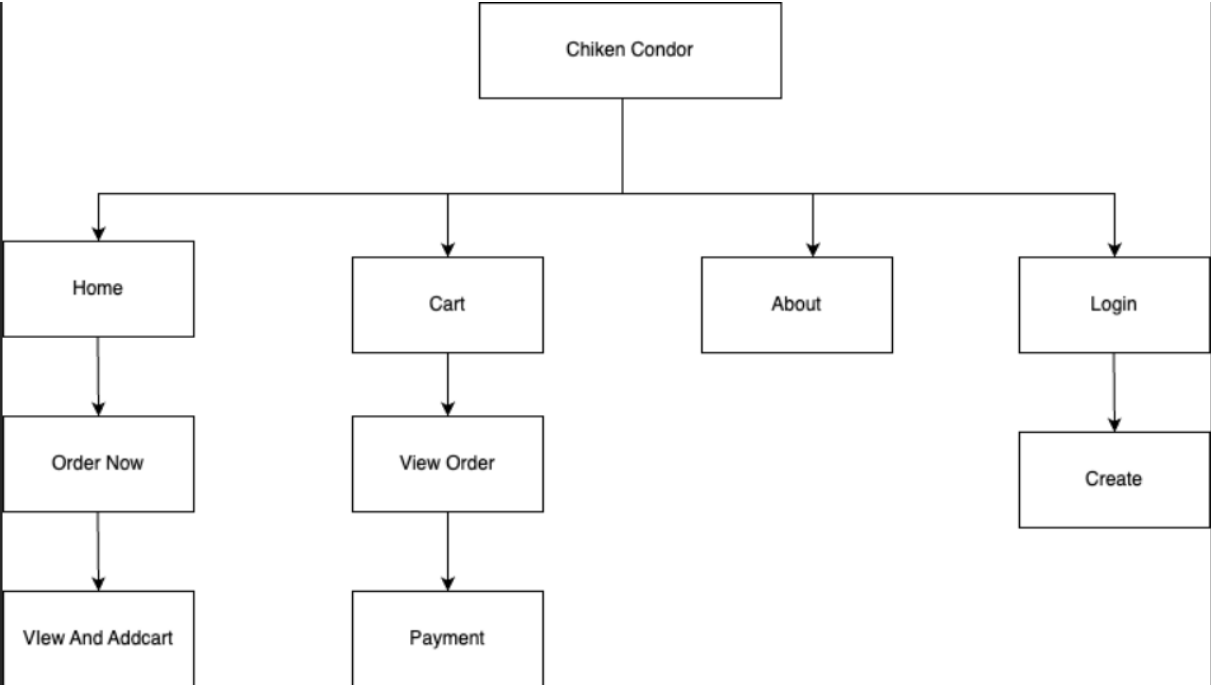 Chiken Condor
Home
Cart
About
Login
Order Now
View Order
Create
VIew And Addcart
Payment